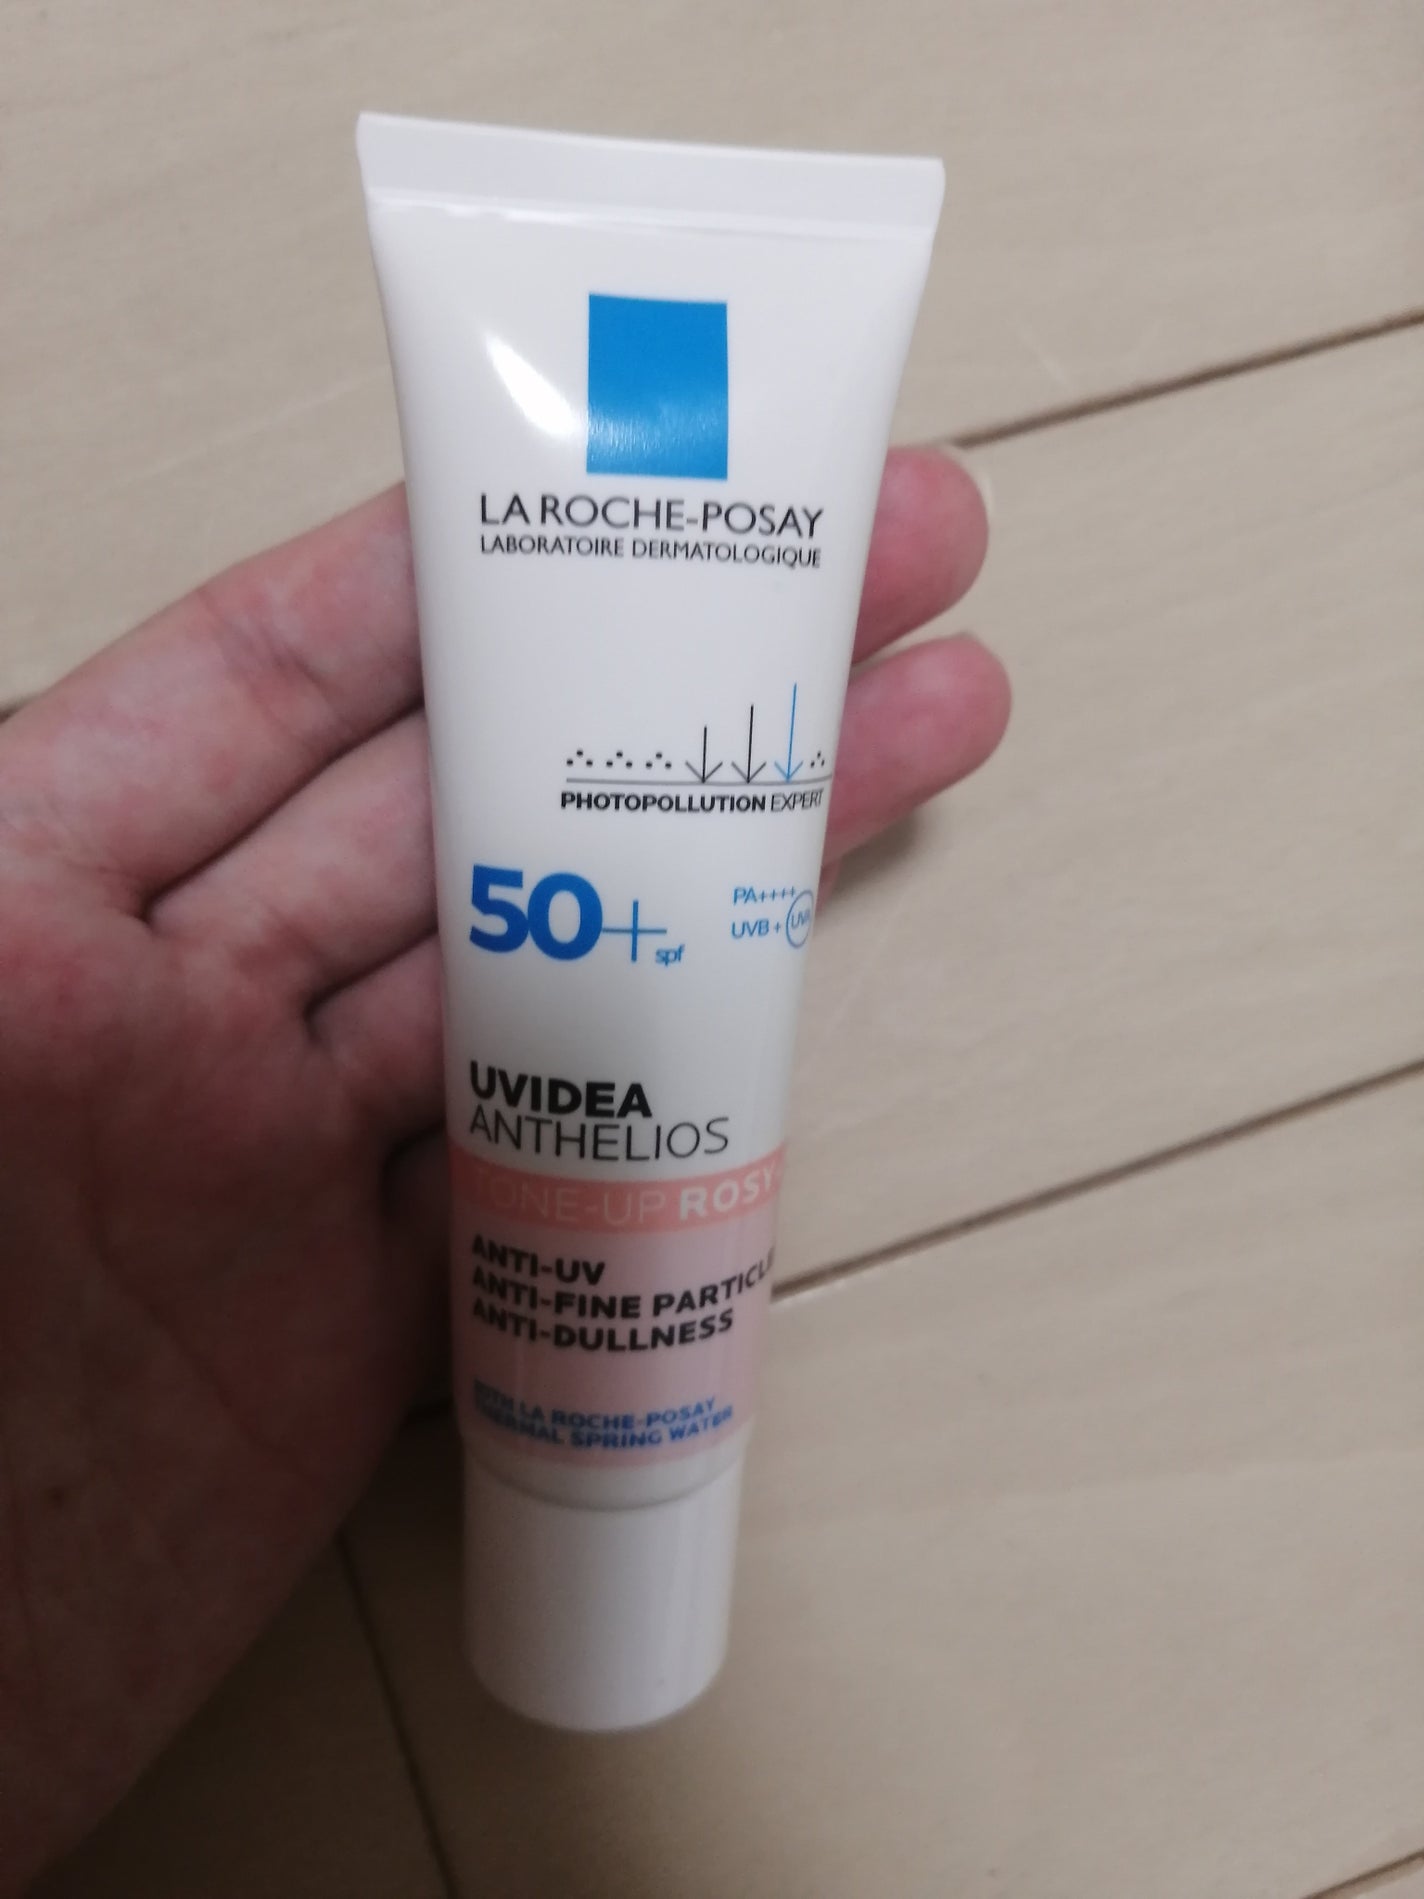 LA ROCHE-POSAY
LABORATOIRE DERMATOLOGIQUE
PHOTOPOLLUTION EXPERT
50+ spf
PA++++
UVB + UVA
UVIDEA
ANTHELIOS
TONE-UP ROSY
ANTI-UV
ANTI-FINE PARTICLE
ANTI-DULLNESS
WITH LA ROCHE-POSAY
THERMAL SPRING WATER